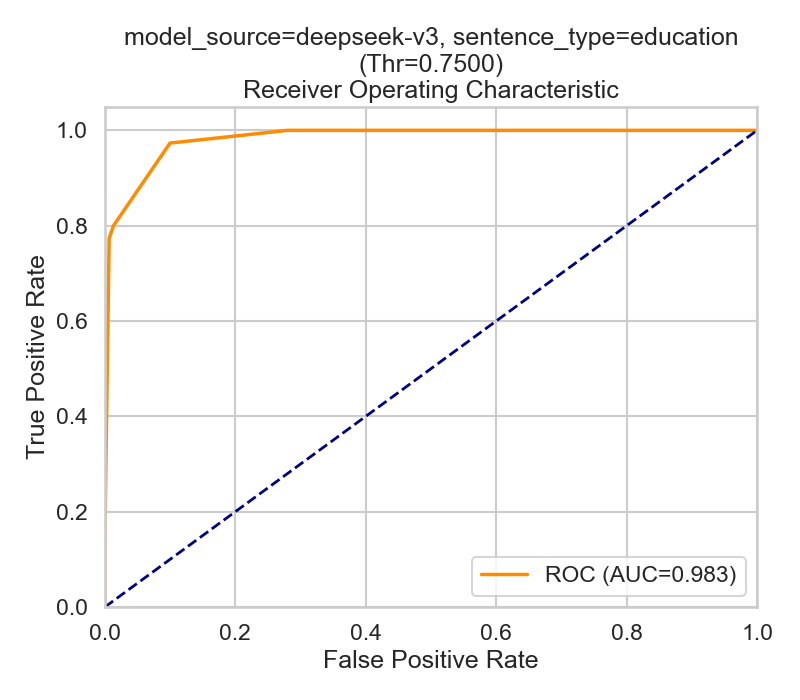 model_source=deepseek-v3, sentence_type=education
(Thr=0.7500)
Receiver Operating Characteristic
True Positive Rate
1.0
0.8
0.6
0.4
0.2
0.0
ROC (AUC=0.983)
0.0 0.2 0.4 0.6 0.8 1.0
False Positive Rate